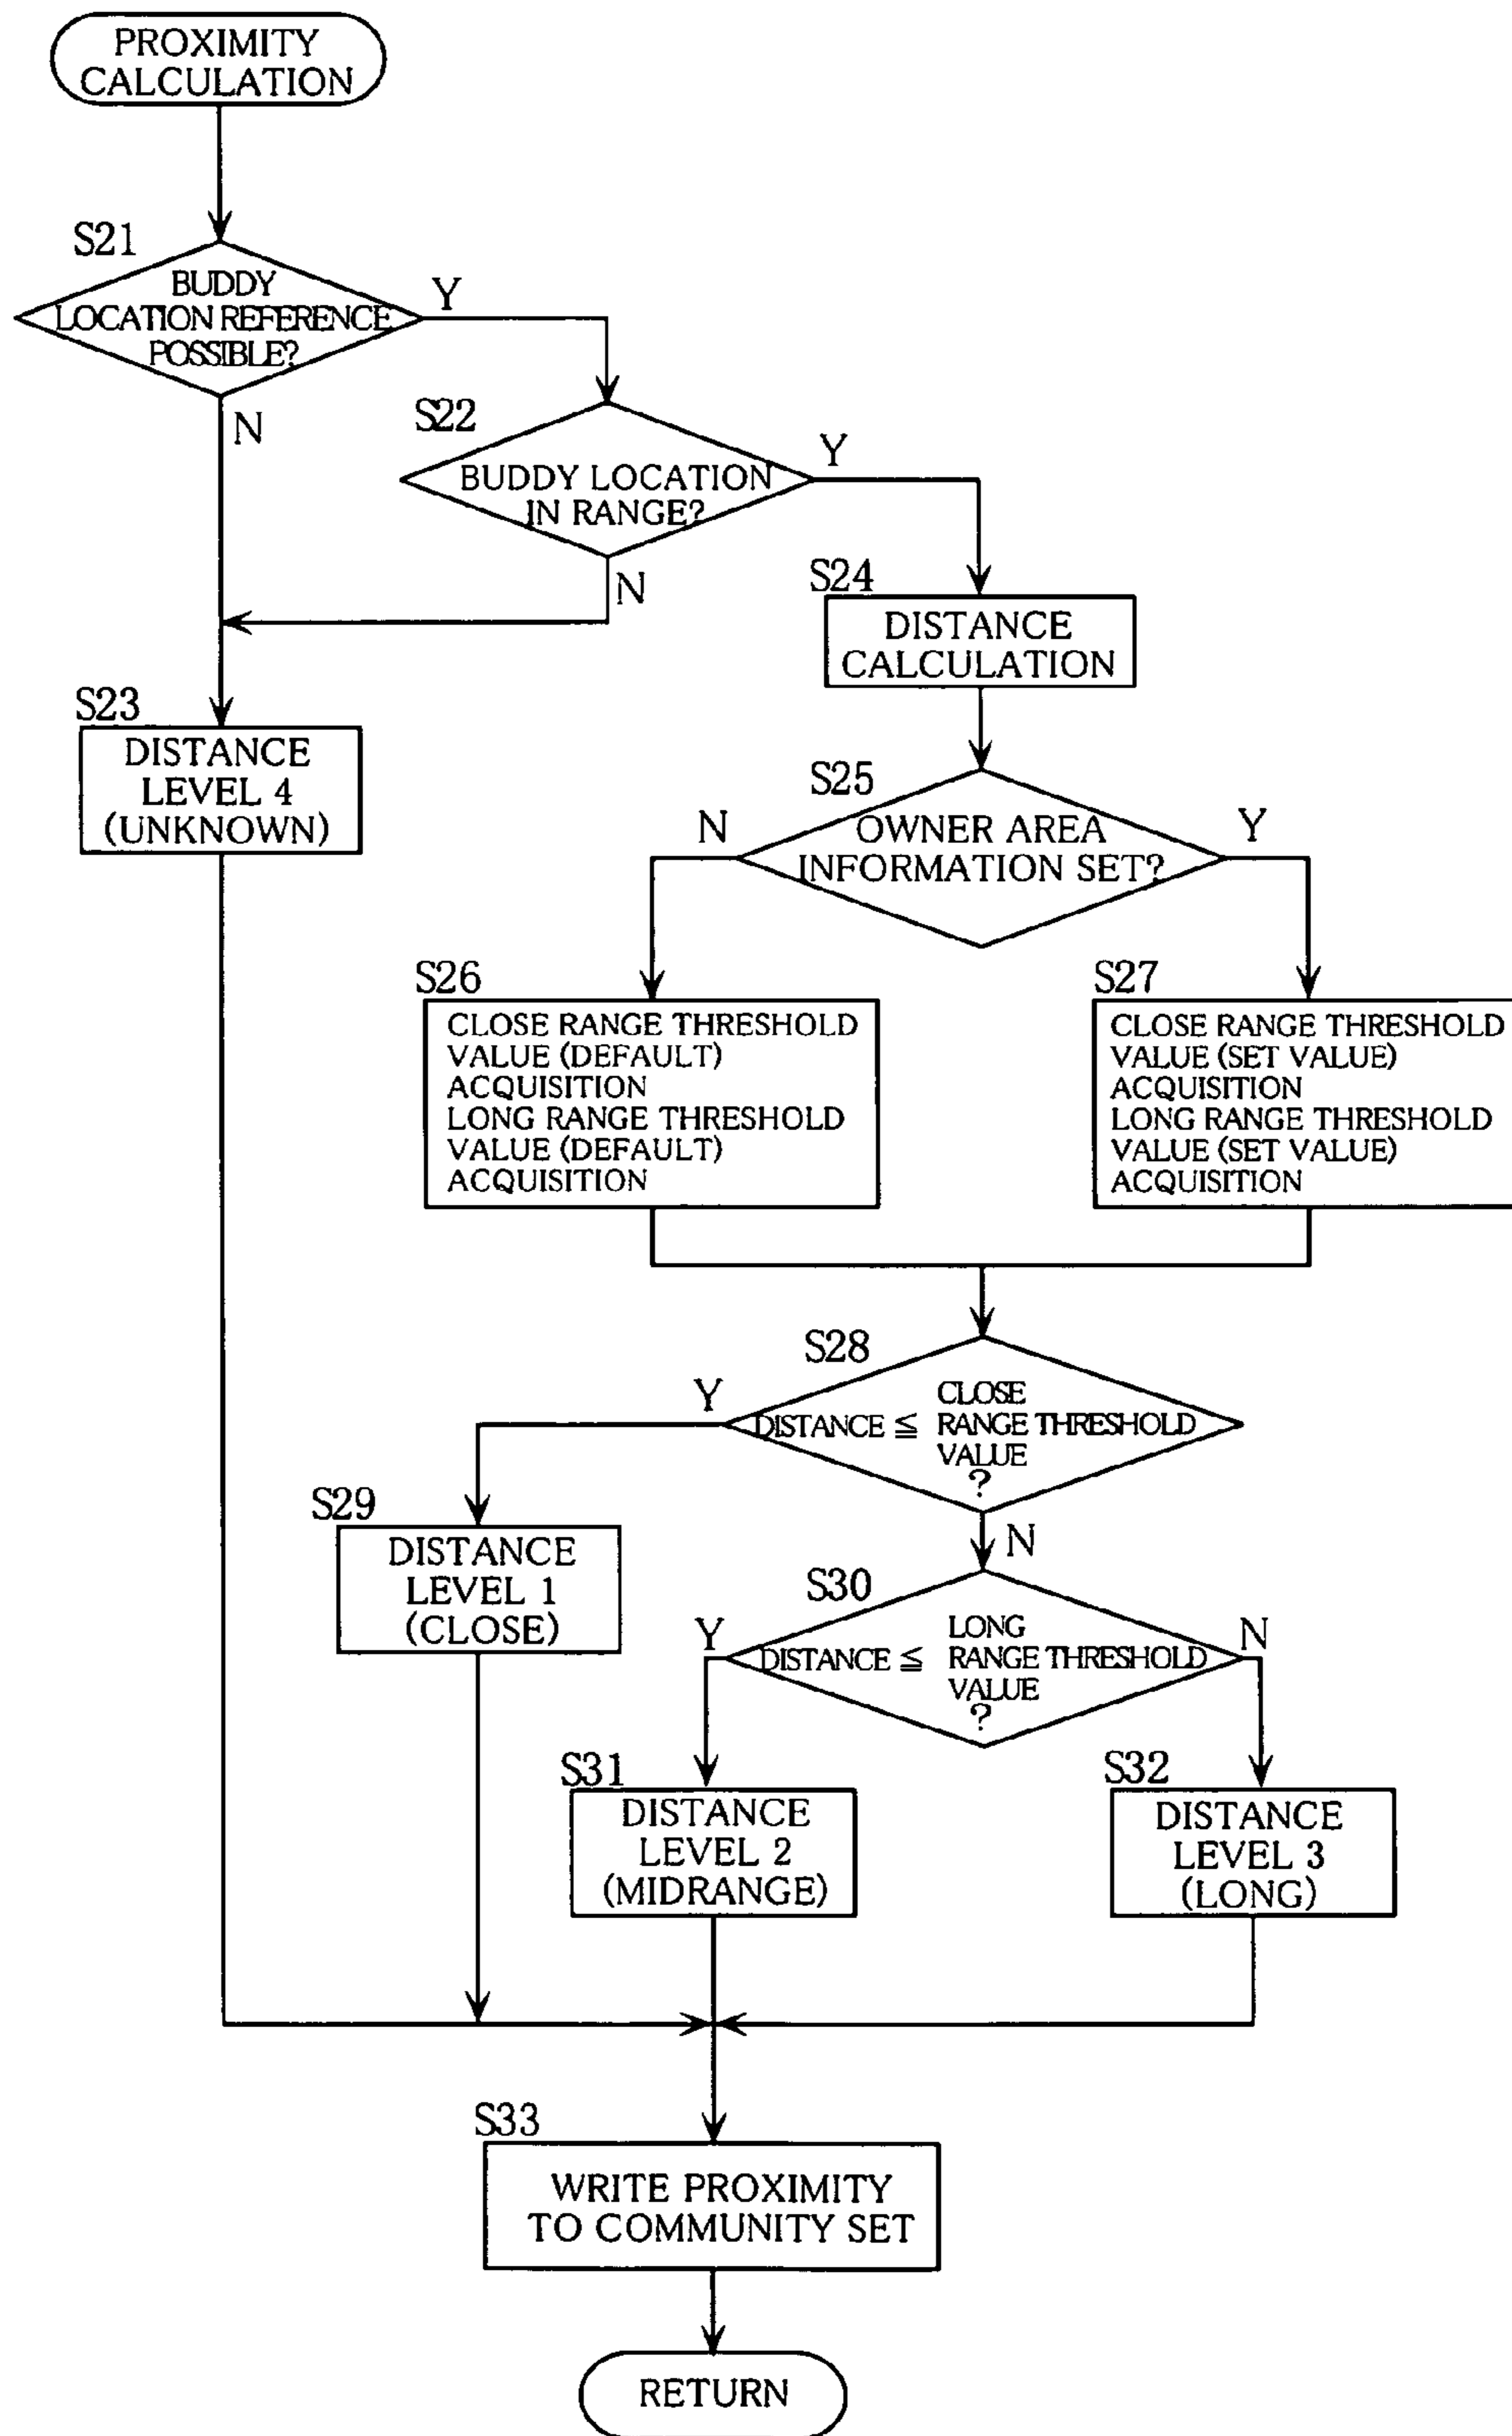 PROXIMITY
CALCULATION
S21
BUDDY
LOCATION REFERENCE
POSSIBLE?
Y
N
S22
BUDDY LOCATION
IN RANGE?
Y
N
S24
DISTANCE
CALCULATION
S23
DISTANCE
LEVEL 4
(UNKNOWN)
S25
OWNER AREA
INFORMATION SET?
N
Y
S26
CLOSE RANGE THRESHOLD
VALUE (DEFAULT)
ACQUISITION
LONG RANGE THRESHOLD
VALUE (DEFAULT)
ACQUISITION
S27
CLOSE RANGE THRESHOLD
VALUE (SET VALUE)
ACQUISITION
LONG RANGE THRESHOLD
VALUE (SET VALUE)
ACQUISITION
S28
CLOSE
DISTANCE ≦ RANGE THRESHOLD
VALUE
?
Y
N
S29
DISTANCE
LEVEL 1
(CLOSE)
S30
LONG
DISTANCE ≦ RANGE THRESHOLD
VALUE
?
Y
N
S31
DISTANCE
LEVEL 2
(MIDRANGE)
S32
DISTANCE
LEVEL 3
(LONG)
S33
WRITE PROXIMITY
TO COMMUNITY SET
RETURN